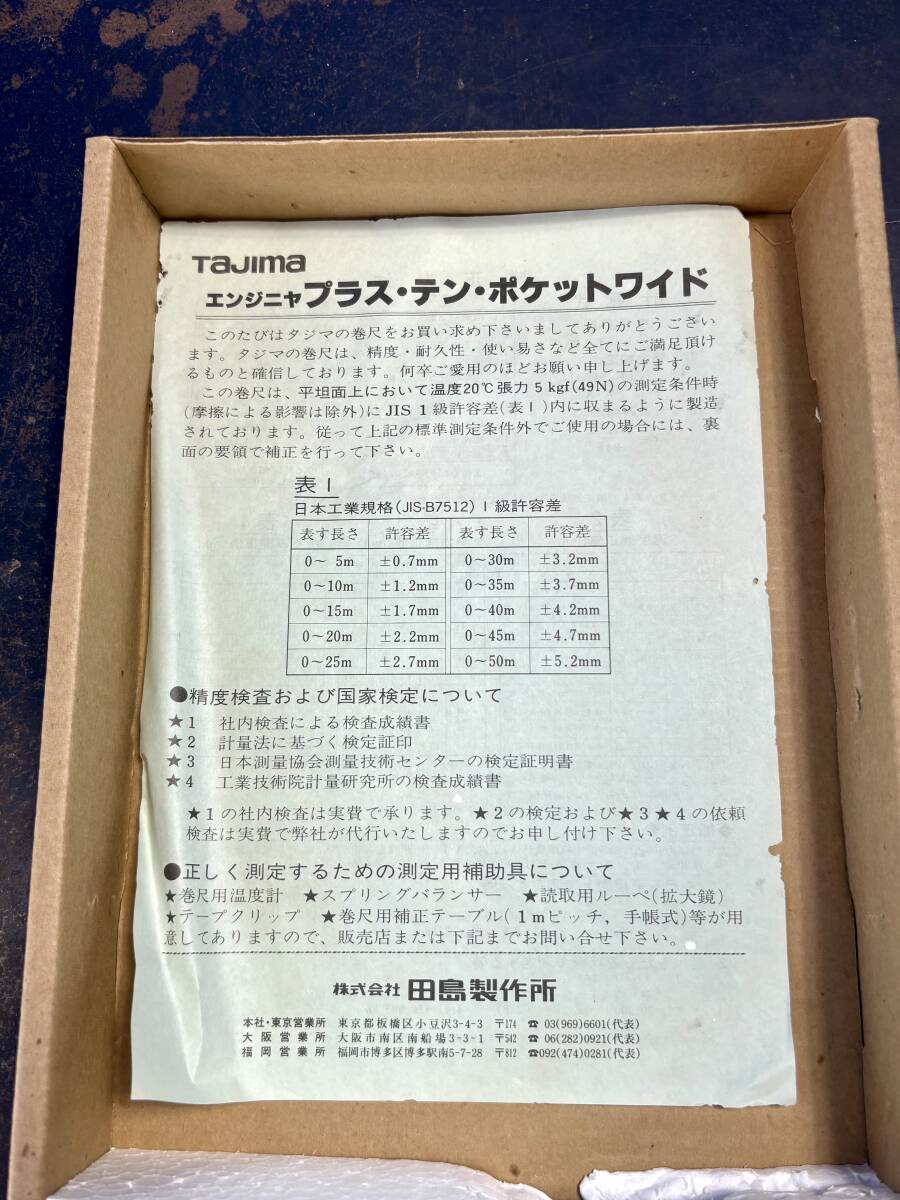 TaJIma
エンジニヤプラス・テン・ポケットワイド
このたびはタジマの巻尺をお買い求め下さいましてありがとうござい
ます。タジマの巻尺は、精度・耐久性・使い易さなど全てにご満足頂け
るものと確信しております。何卒ご愛用のほどお願い申し上げます。
この巻尺は、平坦面上において温度20℃張力5kgf(49N)の測定条件時
(摩擦による影響は除外)にJIS 1級許容差(表I)内に収まるように製造
されております。従って上記の標準測定条件外でご使用の場合には、裏
面の要領で補正を行って下さい。
表I
日本工業規格(JIS-B7512)I級許容差
表す長さ 許容差 表す長さ 許容差
0〜 5m ±0.7mm 0〜30m ±3.2mm
0〜10m ±1.2mm 0〜35m ±3.7mm
0〜15m ±1.7mm 0〜40m ±4.2mm
0〜20m ±2.2mm 0〜45m ±4.7mm
0〜25m ±2.7mm 0〜50m ±5.2mm
●精度検査および国家検定について
★1 社内検査による検査成績書
★2 計量法に基づく検定証印
★3 日本測量協会測量技術センターの検定証明書
★4 工業技術院計量研究所の検査成績書
★1の社内検査は実費で承ります。★2の検定および★3★4の依頼
検査は実費で弊社が代行いたしますのでお申し付け下さい。
●正しく測定するための測定用補助具について
★巻尺用温度計 ★スプリングバランサー ★読取用ルーペ(拡大鏡)
★テープクリップ ★巻尺用補正テーブル(1mピッチ,手帳式)等が用
意してありますので、販売店または下記までお問い合せ下さい。
株式会社 田島製作所
本社・東京営業所 東京都板橋区小豆沢3-4-3 〒174 ☎03(969)6601(代表)
大阪営業所 大阪市南区南船場3-3-1 〒542 ☎06(282)0921(代表)
福岡営業所 福岡市博多区博多駅南5-7-28 〒812 ☎092(474)0281(代表)